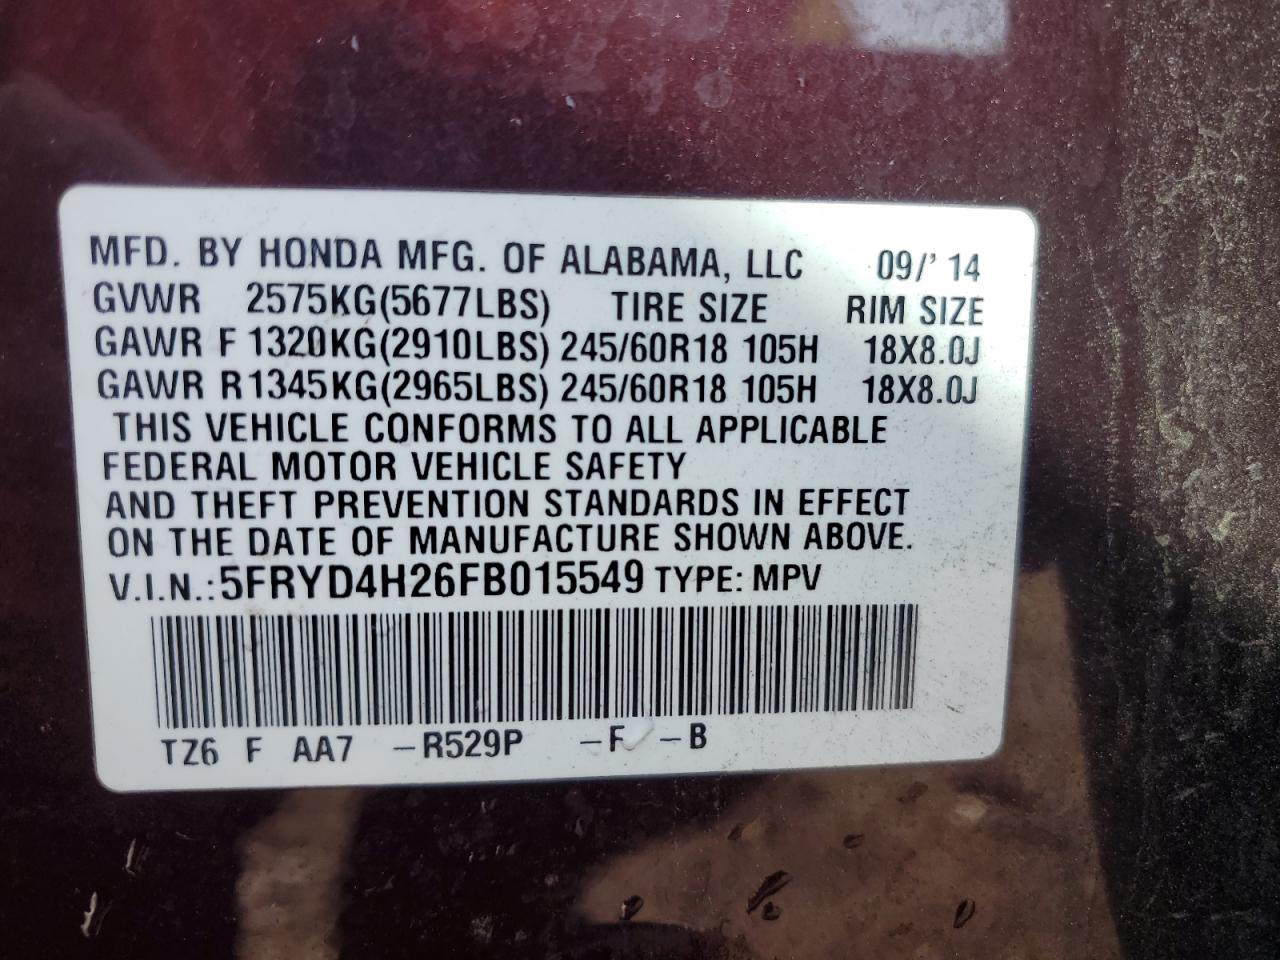 MFD. BY HONDA MFG. OF ALABAMA, LLC 09/' 14
GVWR 2575KG(5677LBS) TIRE SIZE RIM SIZE
GAWR F 1320KG(2910LBS) 245/60R18 105H 18X8.0J
GAWR R1345KG(2965LBS) 245/60R18 105H 18X8.0J
THIS VEHICLE CONFORMS TO ALL APPLICABLE
FEDERAL MOTOR VEHICLE SAFETY
AND THEFT PREVENTION STANDARDS IN EFFECT
ON THE DATE OF MANUFACTURE SHOWN ABOVE.
V.I.N.:5FRYD4H26FB015549 TYPE: MPV
TZ6 F AA7 –R529P –F –B